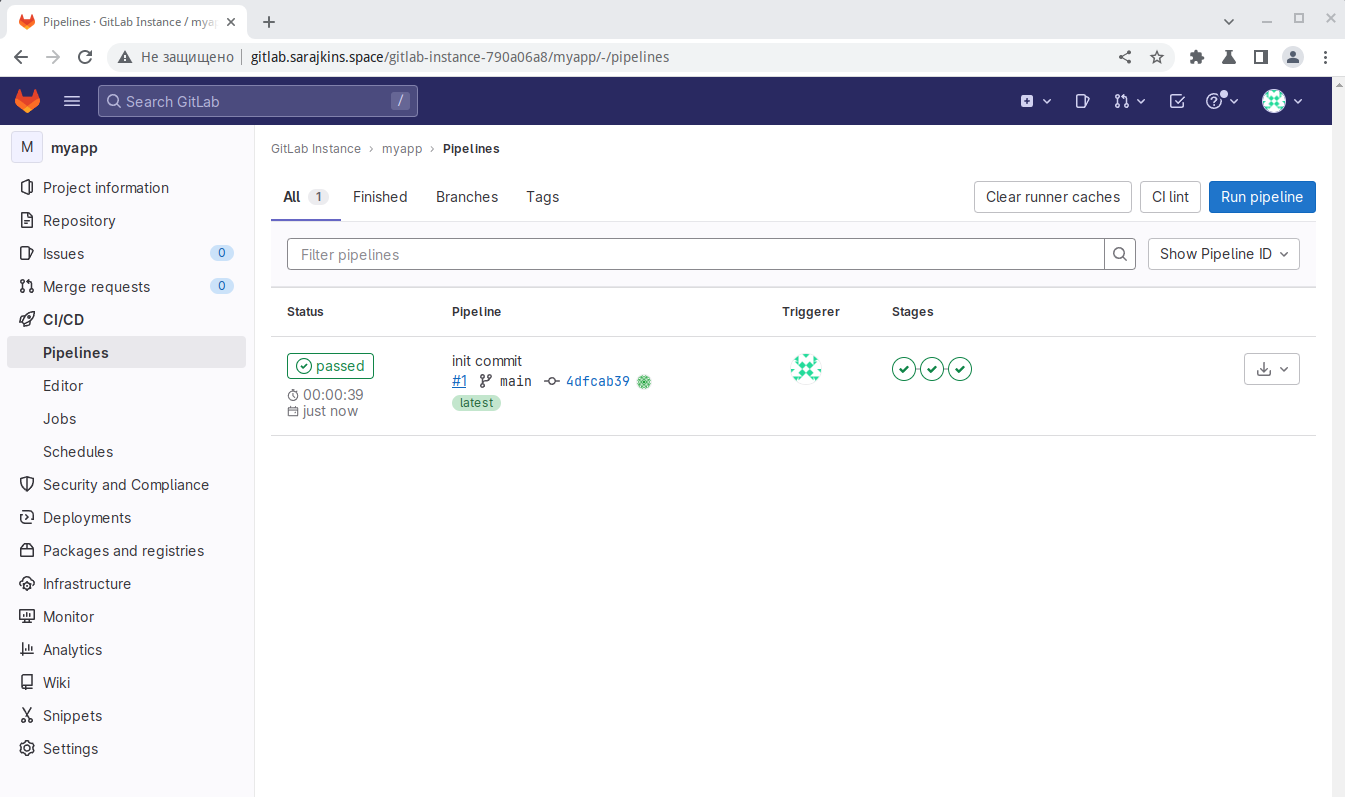 Pipelines · GitLab Instance / myap
Не защищено
gitlab.sarajkins.space/gitlab-instance-790a06a8/myapp/-/pipelines
Search GitLab /
M myapp
Project information
Repository
Issues 0
Merge requests 0
CI/CD
Pipelines
Editor
Jobs
Schedules
Security and Compliance
Deployments
Packages and registries
Infrastructure
Monitor
Analytics
Wiki
Snippets
Settings
GitLab Instance › myapp › Pipelines
All 1 Finished Branches Tags
Clear runner caches CI lint Run pipeline
Filter pipelines Show Pipeline ID
Status Pipeline Triggerer Stages
passed
00:00:39
just now
init commit
#1 main 4dfcab39
latest